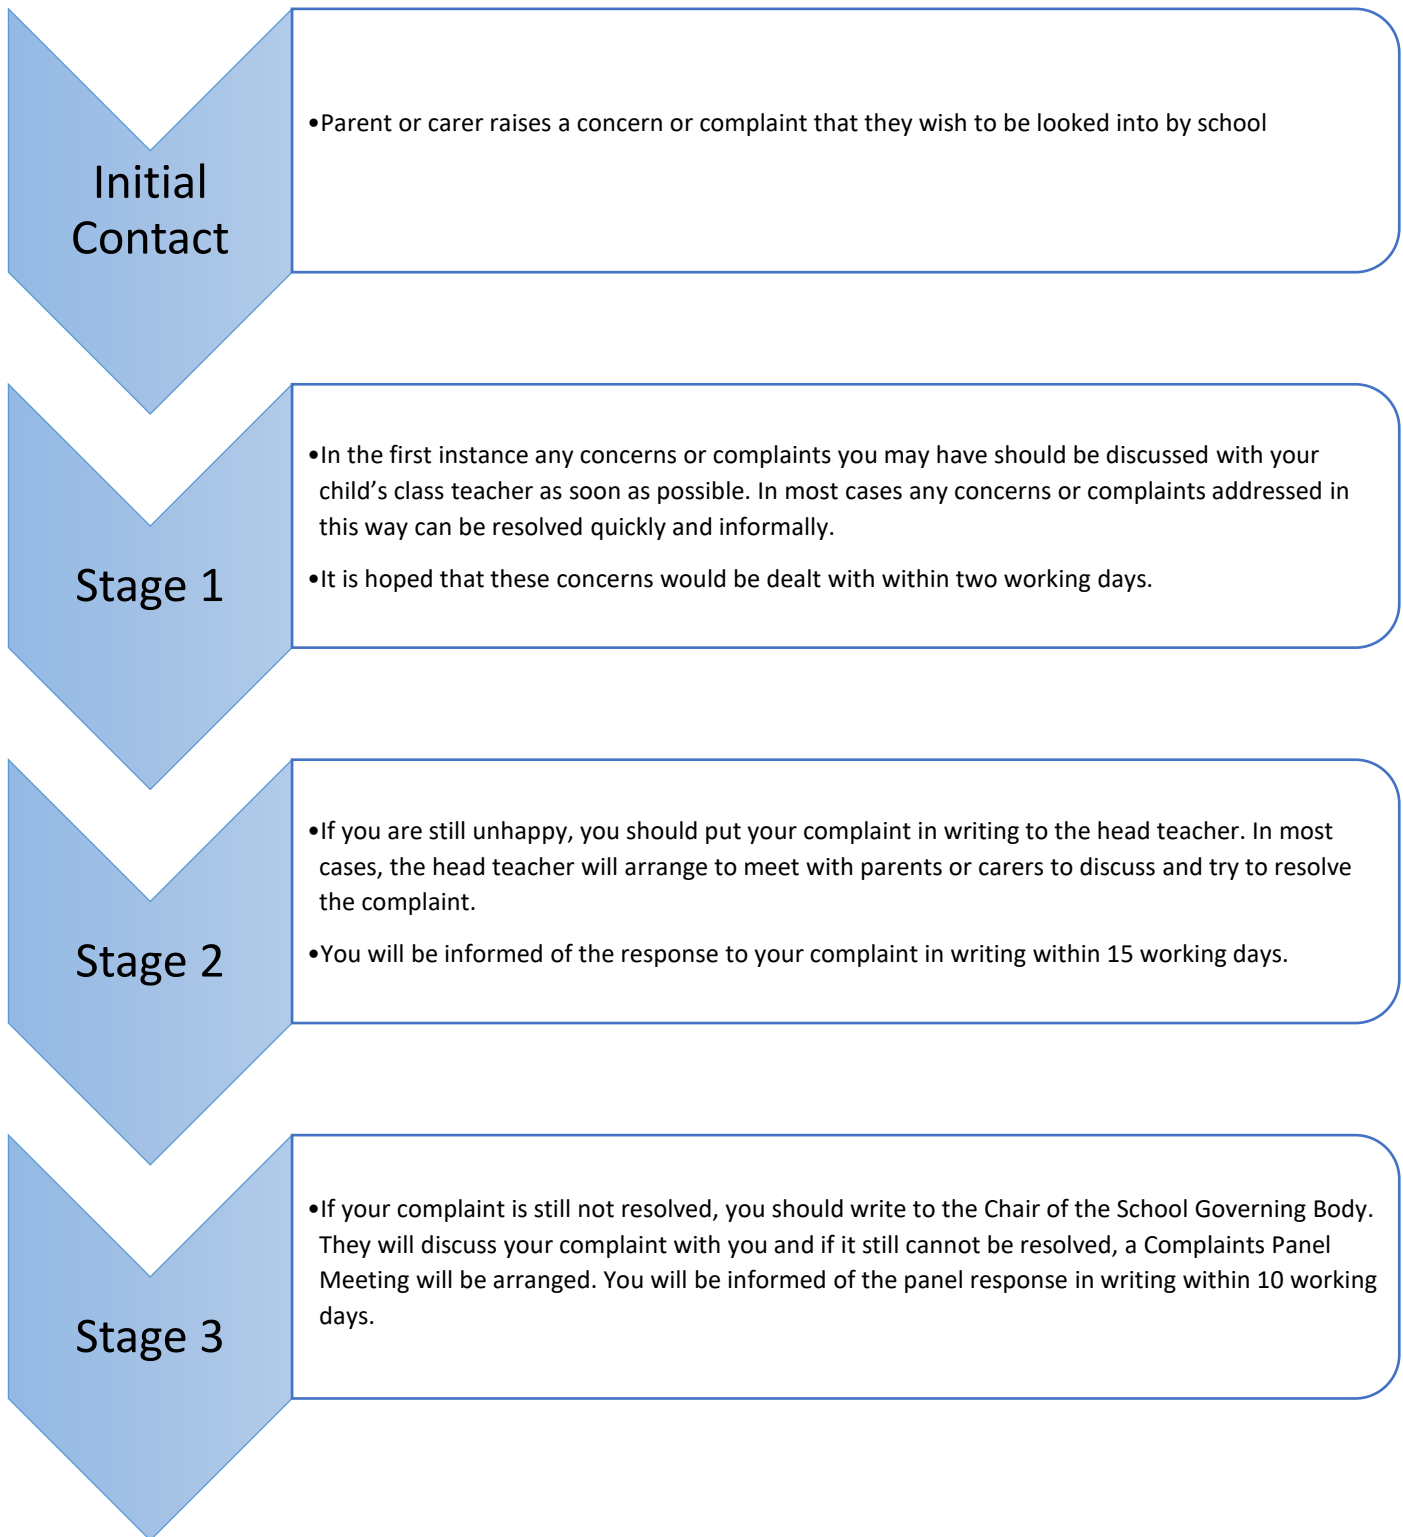 Initial
Contact
•Parent or carer raises a concern or complaint that they wish to be looked into by school
Stage 1
•In the first instance any concerns or complaints you may have should be discussed with your
child’s class teacher as soon as possible. In most cases any concerns or complaints addressed in
this way can be resolved quickly and informally.
•It is hoped that these concerns would be dealt with within two working days.
Stage 2
•If you are still unhappy, you should put your complaint in writing to the head teacher. In most
cases, the head teacher will arrange to meet with parents or carers to discuss and try to resolve
the complaint.
•You will be informed of the response to your complaint in writing within 15 working days.
Stage 3
•If your complaint is still not resolved, you should write to the Chair of the School Governing Body.
They will discuss your complaint with you and if it still cannot be resolved, a Complaints Panel
Meeting will be arranged. You will be informed of the panel response in writing within 10 working
days.